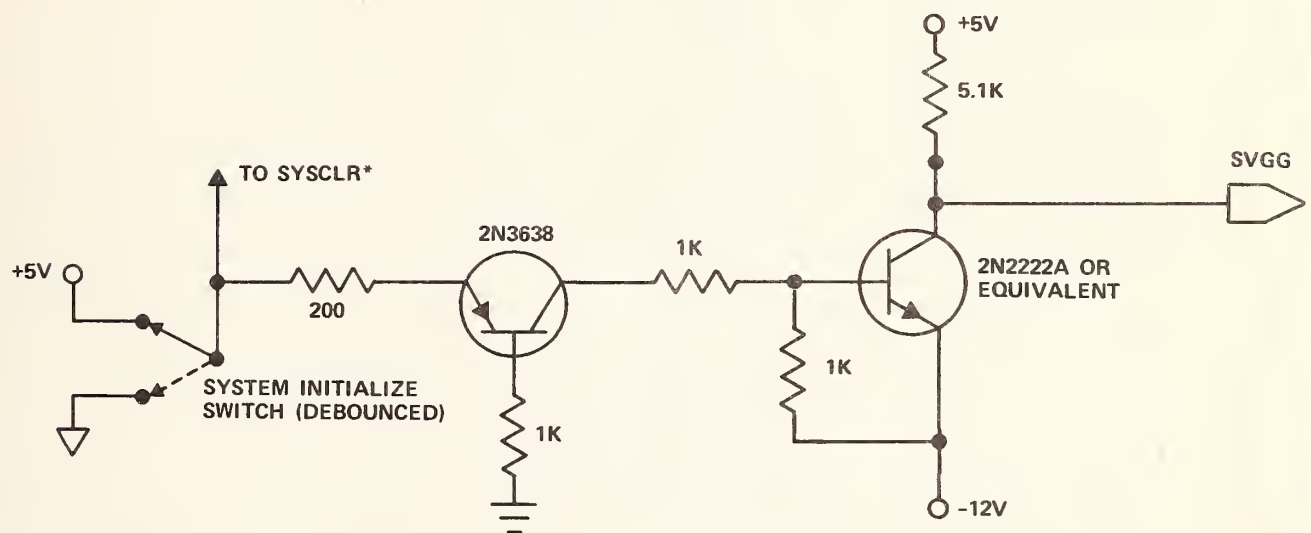 +5V
5.1K
SVGG
TO SYSCLR*
2N3638
1K
+5V
200
2N2222A OR
EQUIVALENT
1K
SYSTEM INITIALIZE
SWITCH (DEBOUNCED)
1K
-12V